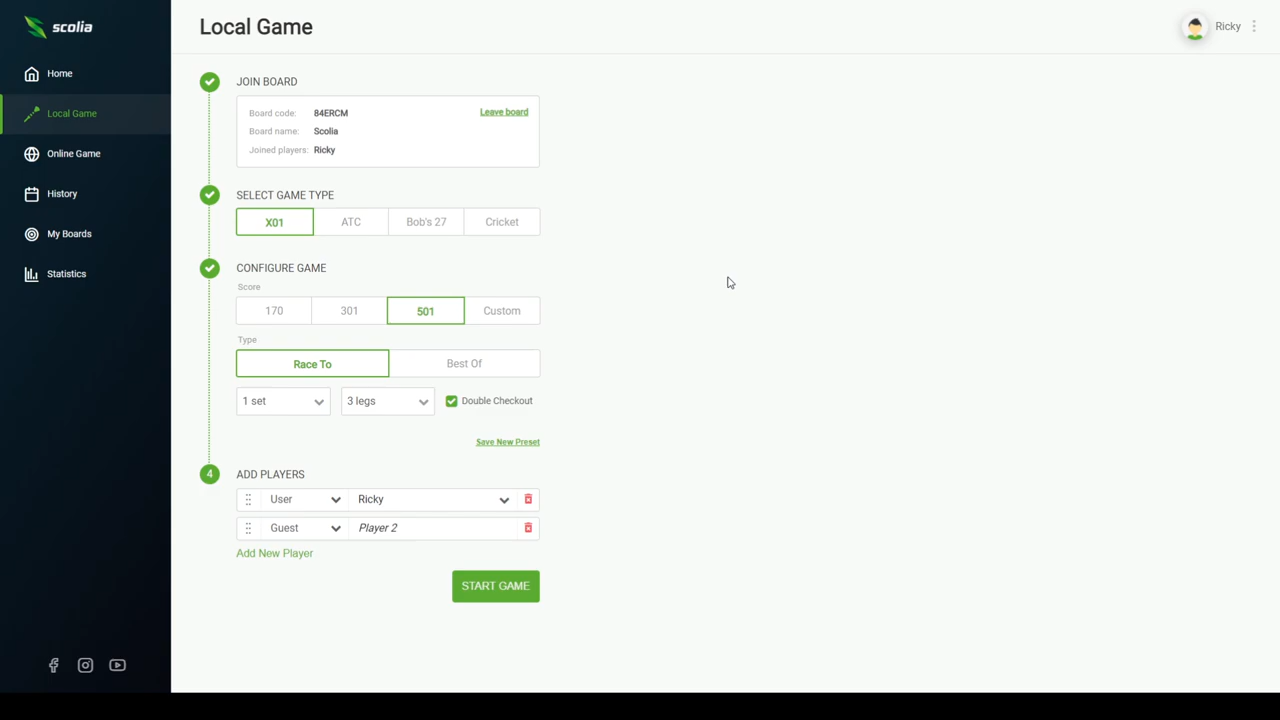 scolia
Local Game
Ricky
Home
Local Game
Online Game
History
My Boards
Statistics
JOIN BOARD
Board code: 84ERCM Leave board
Board name: Scolia
Joined players: Ricky
SELECT GAME TYPE
X01 ATC Bob's 27 Cricket
CONFIGURE GAME
Score
170 301 501 Custom
Type
Race To Best Of
1 set 3 legs Double Checkout
Save New Preset
4 ADD PLAYERS
User Ricky
Guest Player 2
Add New Player
START GAME